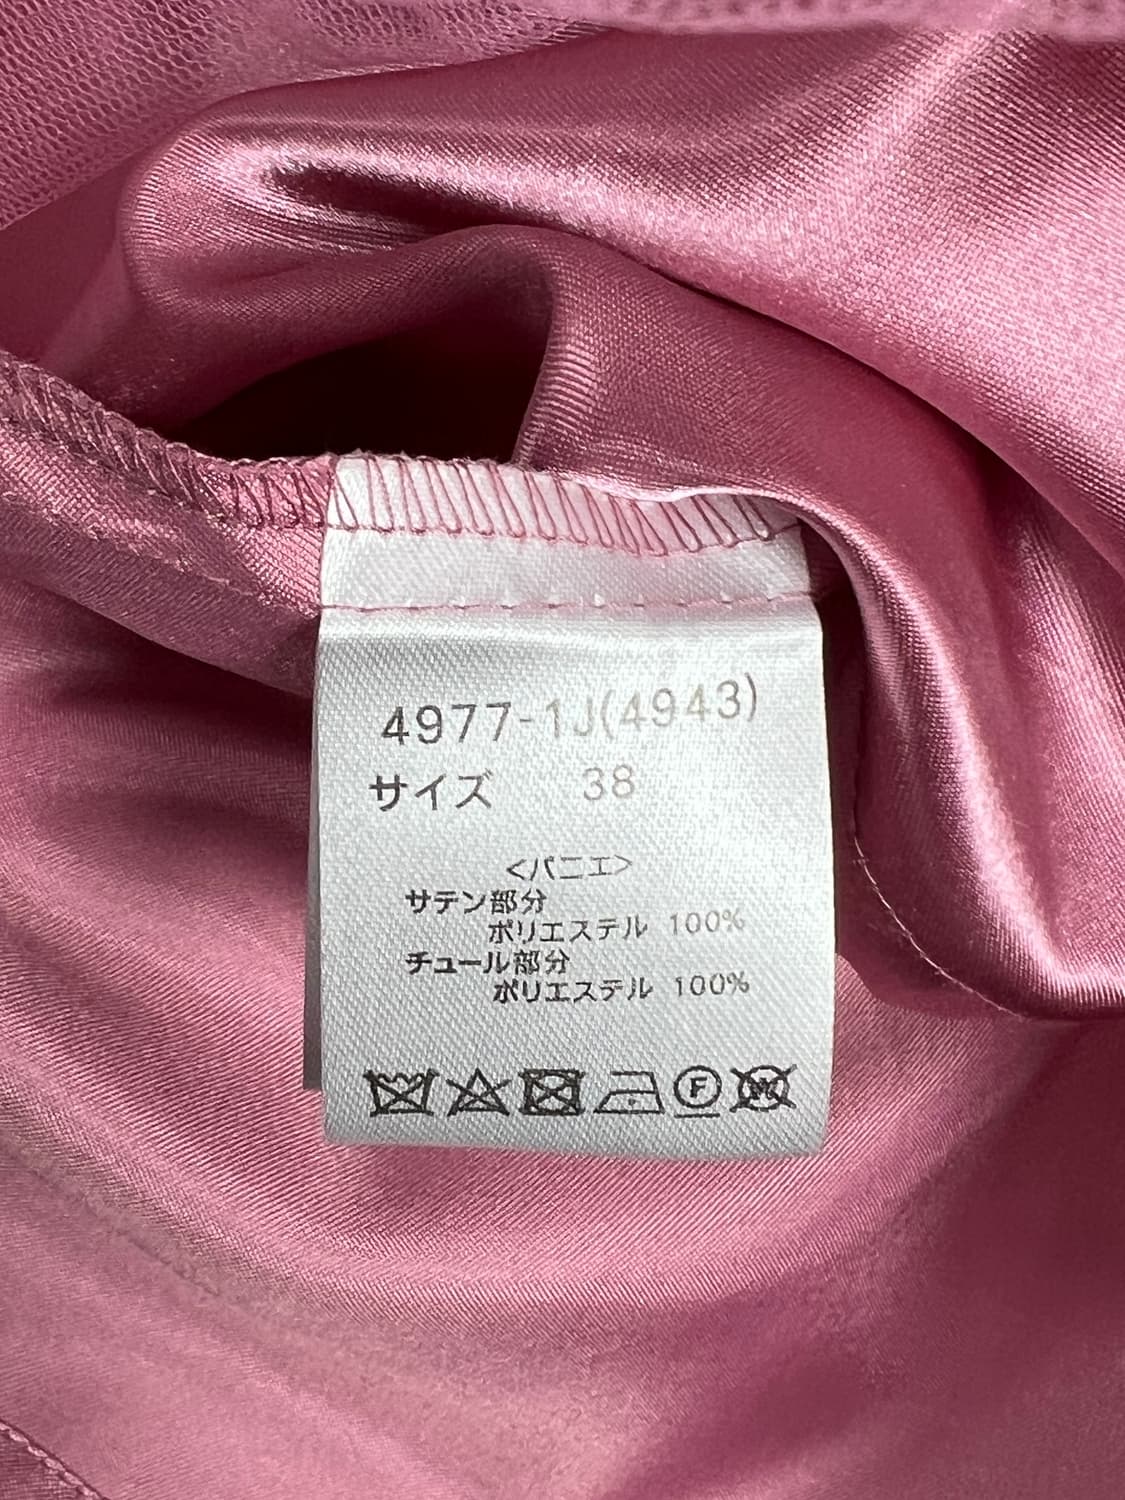 4977-1J(4943)
サイズ 38
<パニエ>
サテン部分
ポリエステル 100%
チュール部分
ポリエステル 100%
F W